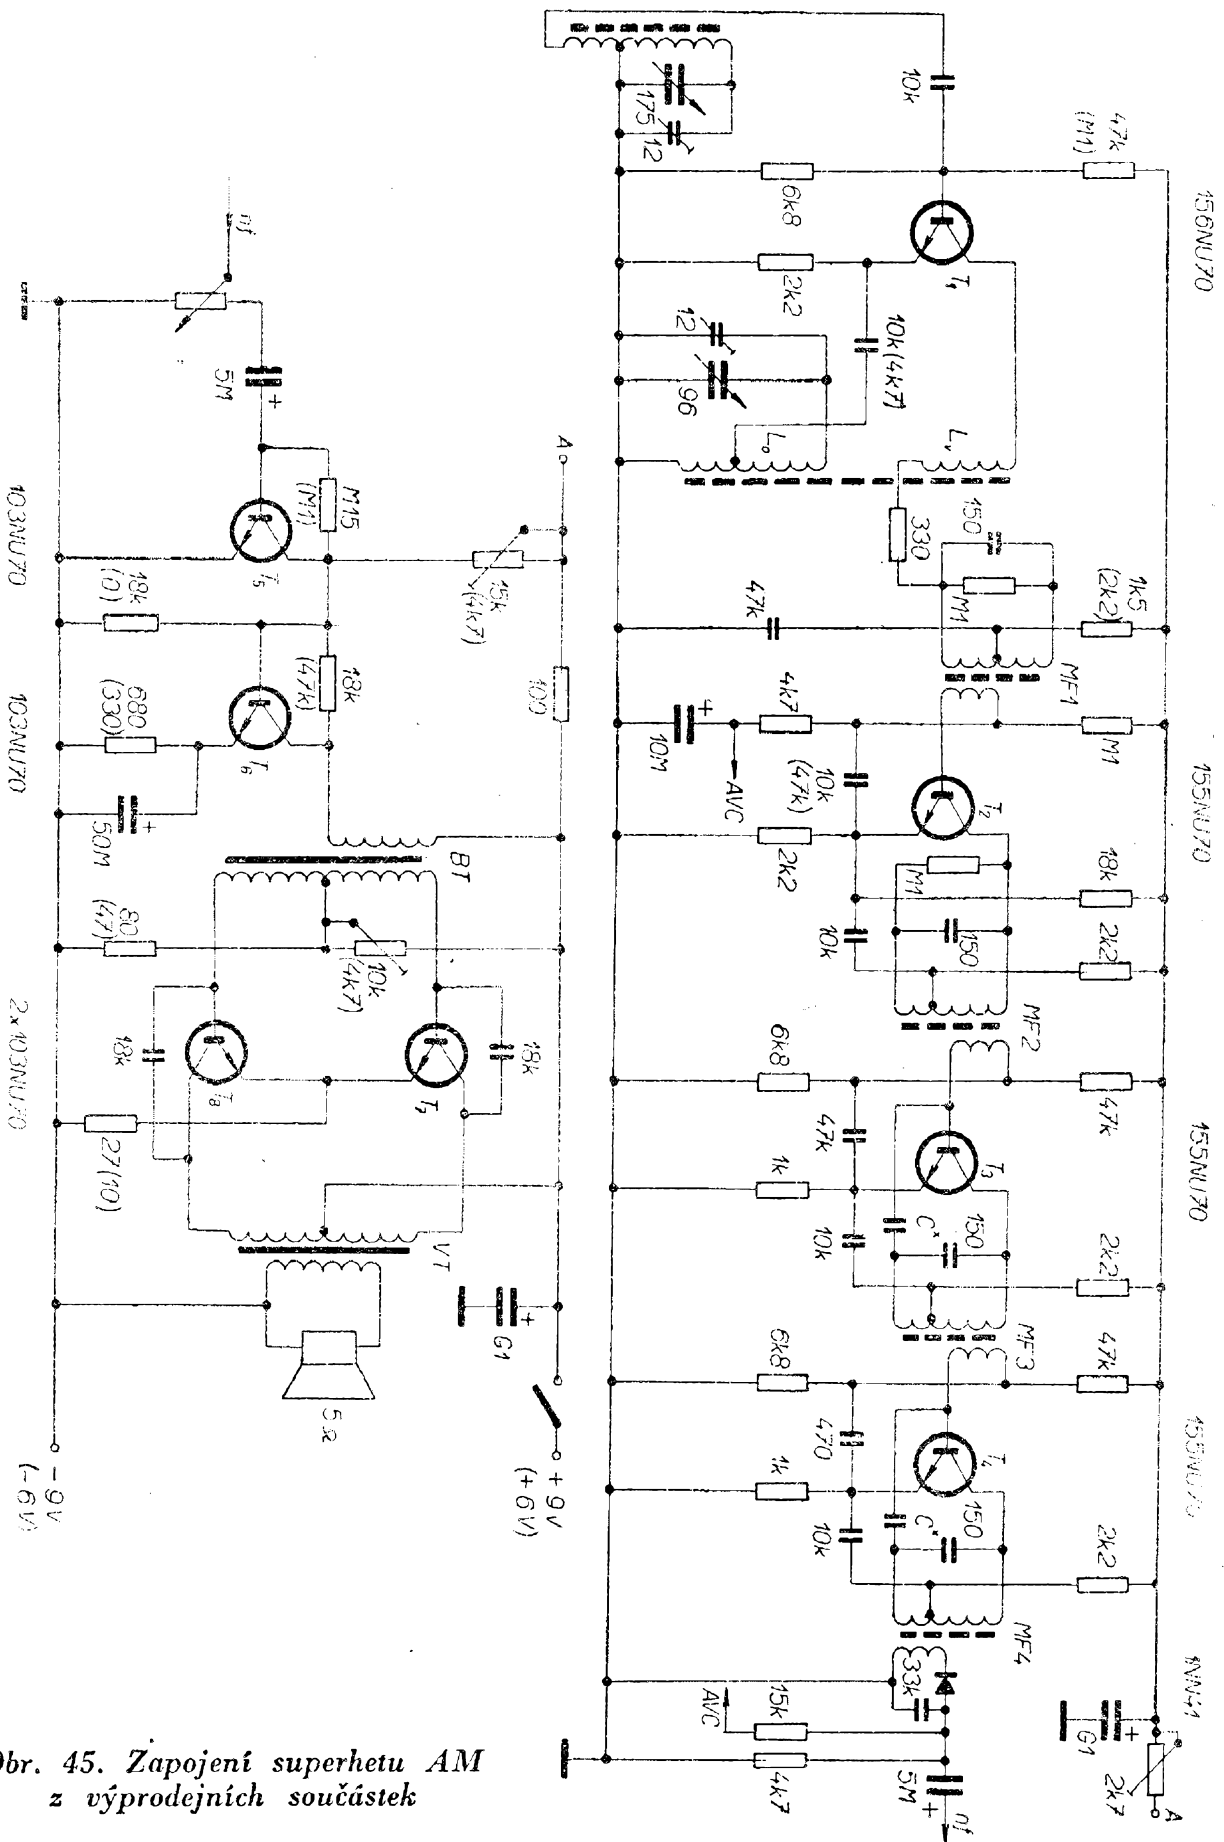 156NU70
155NU70
155NU70
155NU70
1NN41
47k
(M1)
10k
175
12
6k8
T1
2k2
10k(4k7)
12
96
Lo
Lv
330
150
M1
1k5
(2k2)
47k
MF1
M1
4k7
10M
AVC
10k
(47k)
T2
2k2
M1
18k
150
10k
2k2
MF2
47k
6k8
47k
T3
1k
150
C*
10k
2k2
MF3
47k
6k8
470
T4
1k
150
C*
10k
2k2
MF4
33k
AVC
15k
4k7
5M
+
nf
G1
+
2k7
A
nf
5M
+
A
M15
(M1)
T5
15k
(4k7)
18k
(0)
18k
(47k)
100
T6
680
(330)
50M
+
BT
80
(47)
10k
(4k7)
18k
18k
T8
27(10)
VT
G1
+
5Ω
+9V
(+6V)
-9V
(-6V)
103NU70
103NU70
2x103NU70
Obr. 45. Zapojení superhetu AM
z výprodejních součástek